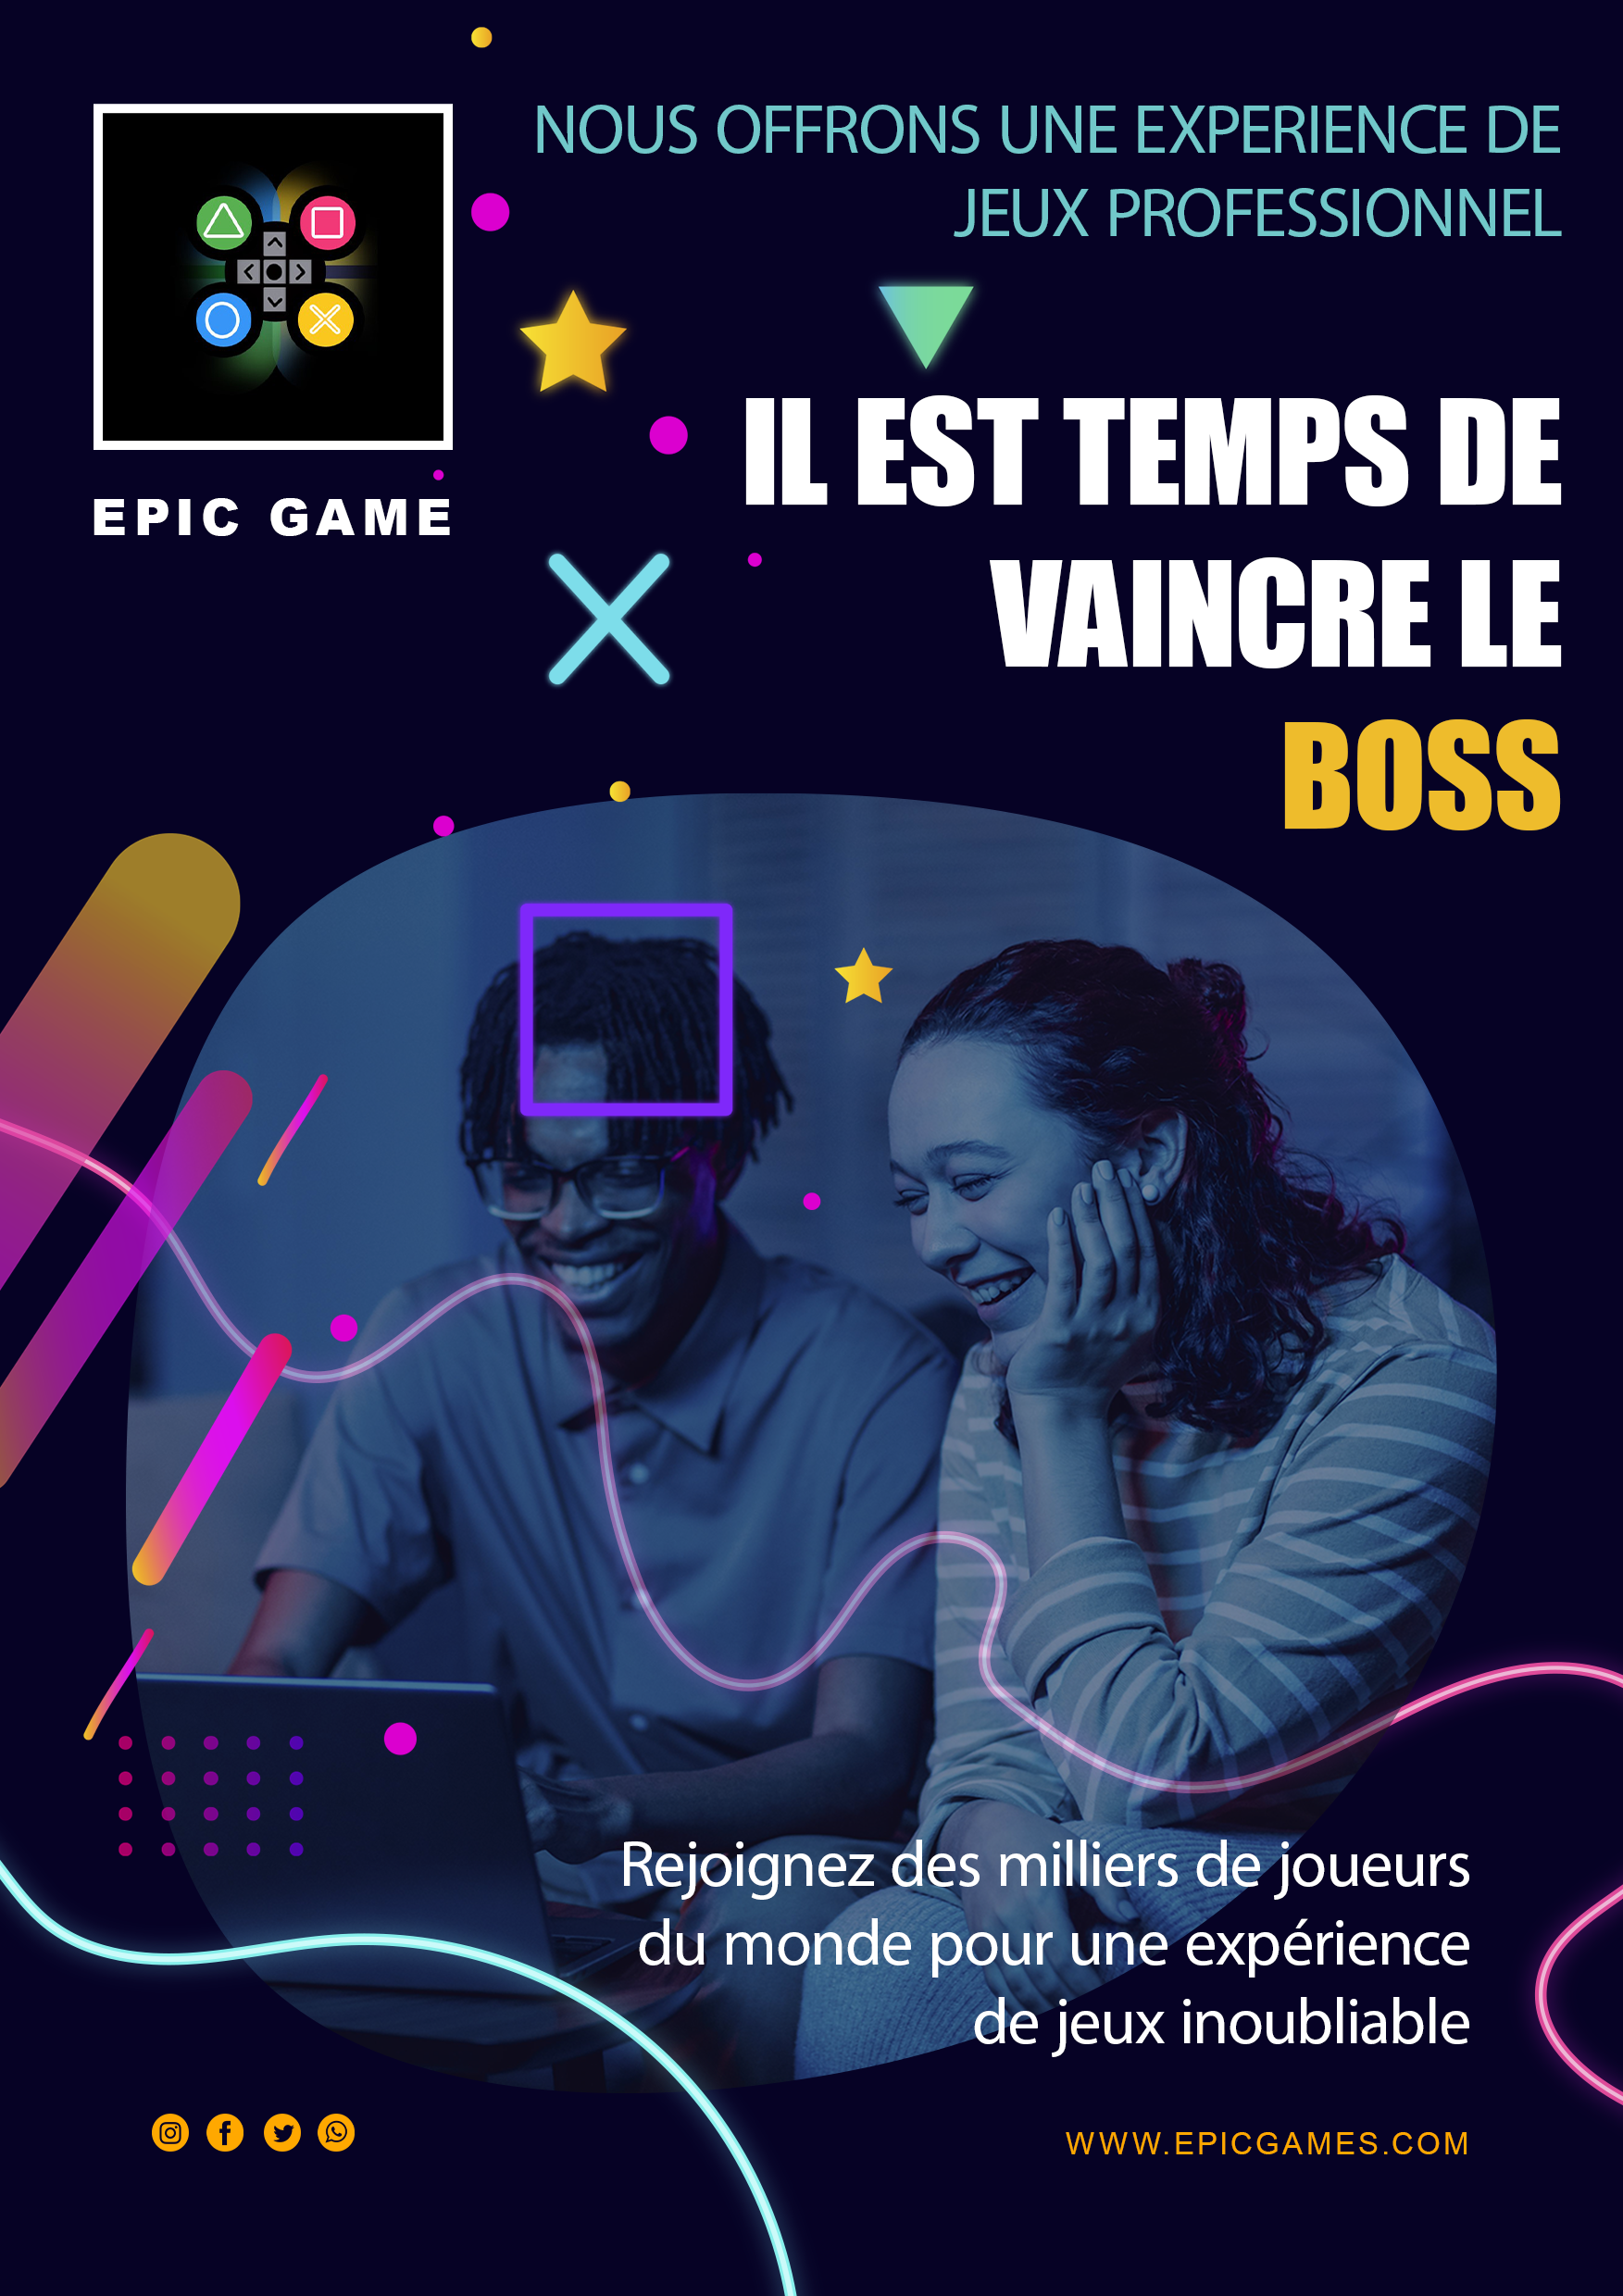 NOUS OFFRONS UNE EXPERIENCE DE
JEUX PROFESSIONNEL
EPIC GAME
IL EST TEMPS DE
VAINCRE LE
BOSS
Rejoignez des milliers de joueurs
du monde pour une expérience
de jeux inoubliable
WWW.EPICGAMES.COM